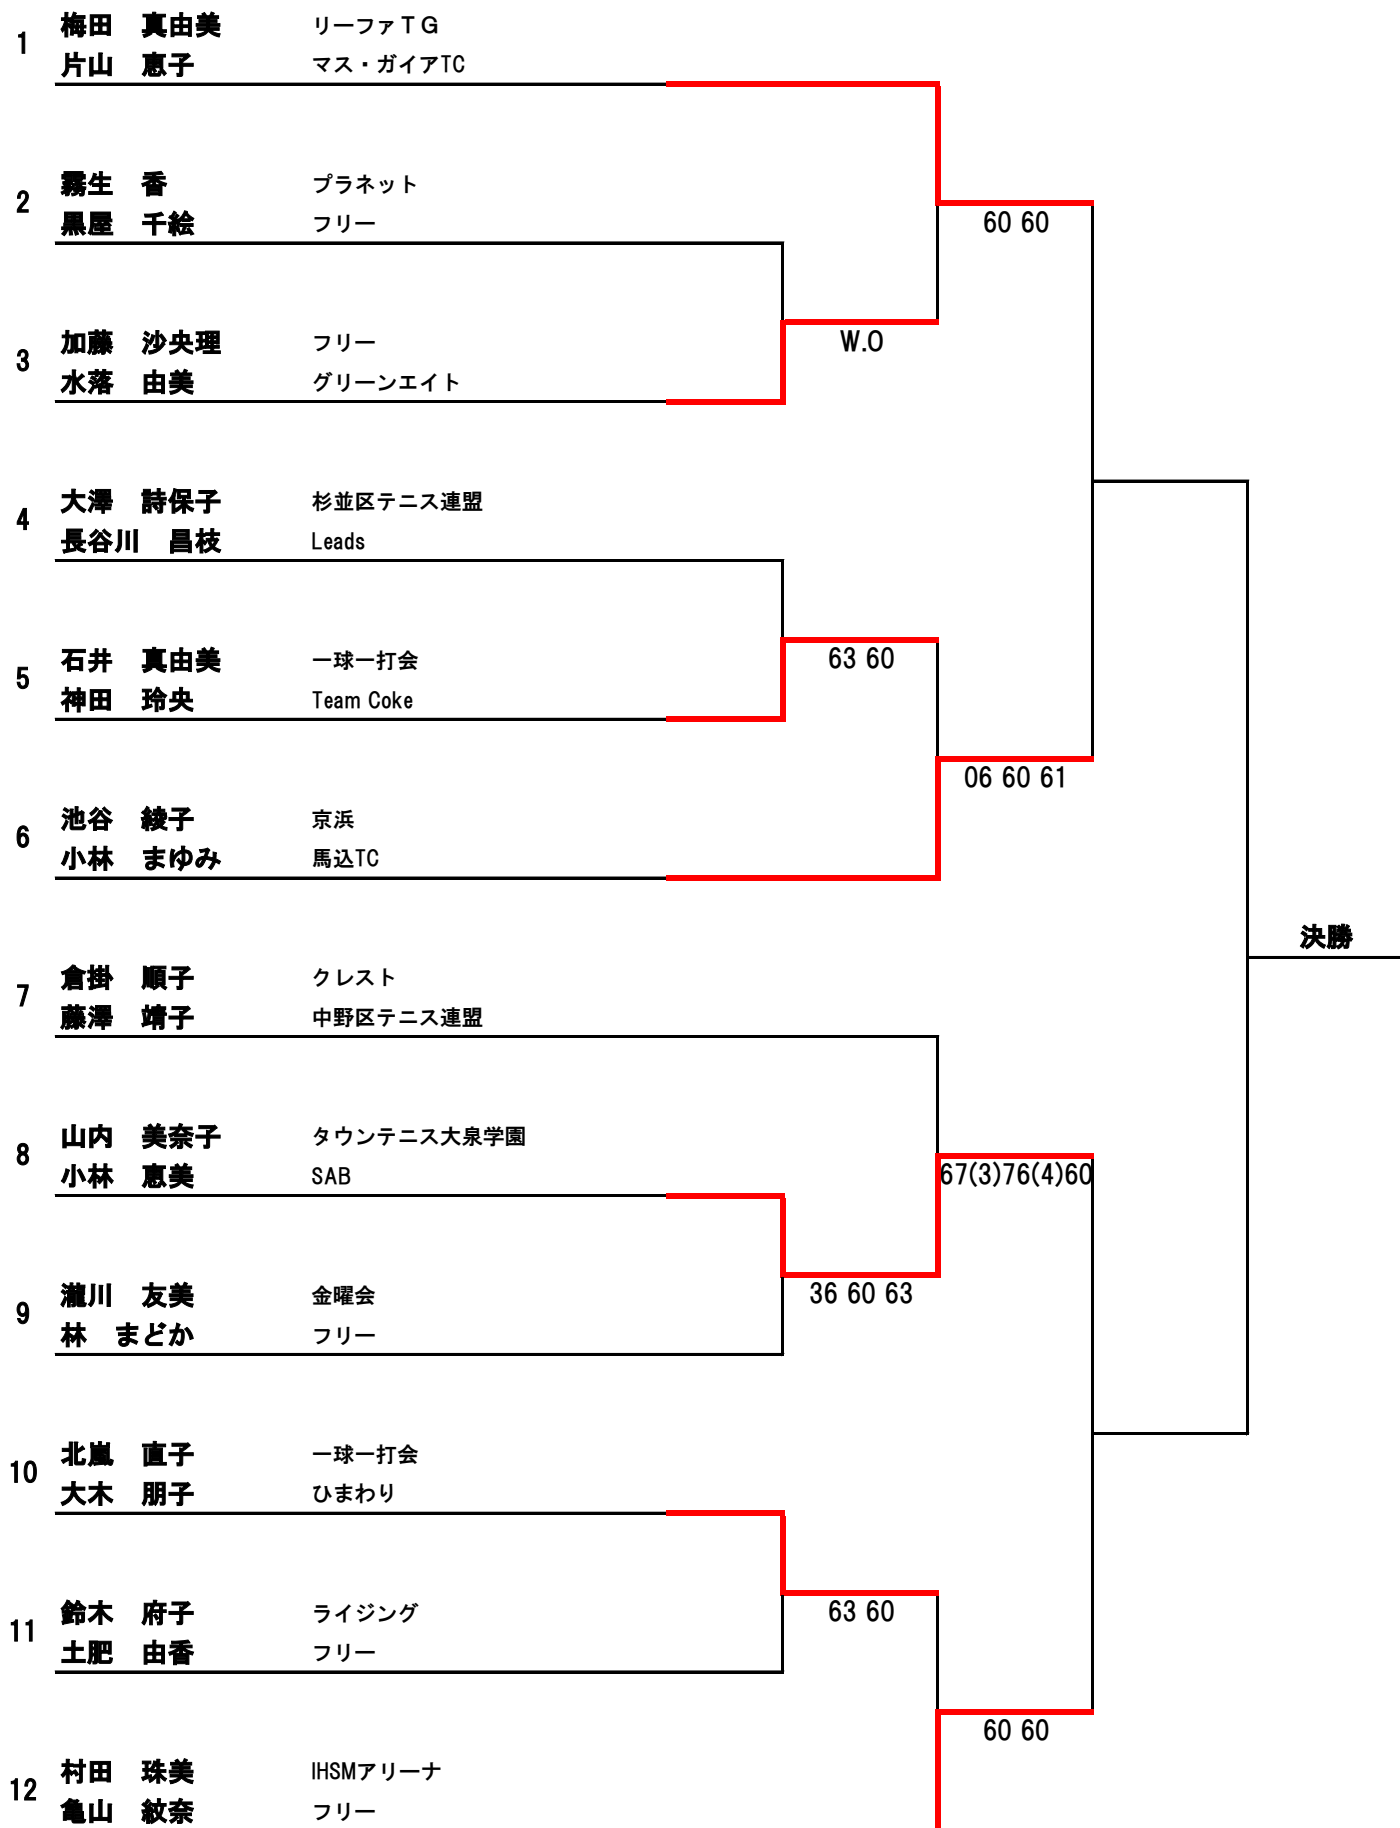 1 梅田 真由美 リーファＴＧ
片山 恵子 マス・ガイアTC
2 霧生 香 プラネット
黒屋 千絵 フリー
60 60
3 加藤 沙央理 フリー
水落 由美 グリーンエイト
W.O
4 大澤 詩保子 杉並区テニス連盟
長谷川 昌枝 Leads
5 石井 真由美 一球一打会
神田 玲央 Team Coke
63 60
6 池谷 綾子 京浜
小林 まゆみ 馬込TC
06 60 61
決勝
7 倉掛 順子 クレスト
藤澤 靖子 中野区テニス連盟
8 山内 美奈子 タウンテニス大泉学園
小林 恵美 SAB
67(3)76(4)60
9 瀧川 友美 金曜会
林 まどか フリー
36 60 63
10 北嵐 直子 一球一打会
大木 朋子 ひまわり
11 鈴木 府子 ライジング
土肥 由香 フリー
63 60
12 村田 珠美 IHSMアリーナ
亀山 紋奈 フリー
60 60